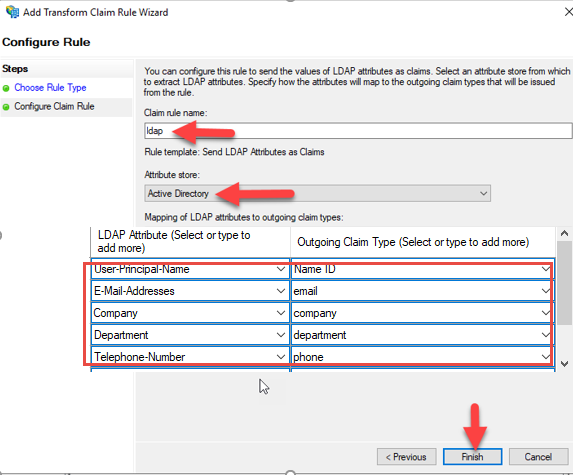 Add Transform Claim Rule Wizard
Configure Rule
Steps
Choose Rule Type
Configure Claim Rule
You can configure this rule to send the values of LDAP attributes as claims. Select an attribute store from which
to extract LDAP attributes. Specify how the attributes will map to the outgoing claim types that will be issued
from the rule.
Claim rule name:
ldap
Rule template: Send LDAP Attributes as Claims
Attribute store:
Active Directory
Mapping of LDAP attributes to outgoing claim types:
LDAP Attribute (Select or type to
add more)
Outgoing Claim Type (Select or type to add more)
User-Principal-Name Name ID
E-Mail-Addresses email
Company company
Department department
Telephone-Number phone
< Previous Finish Cancel